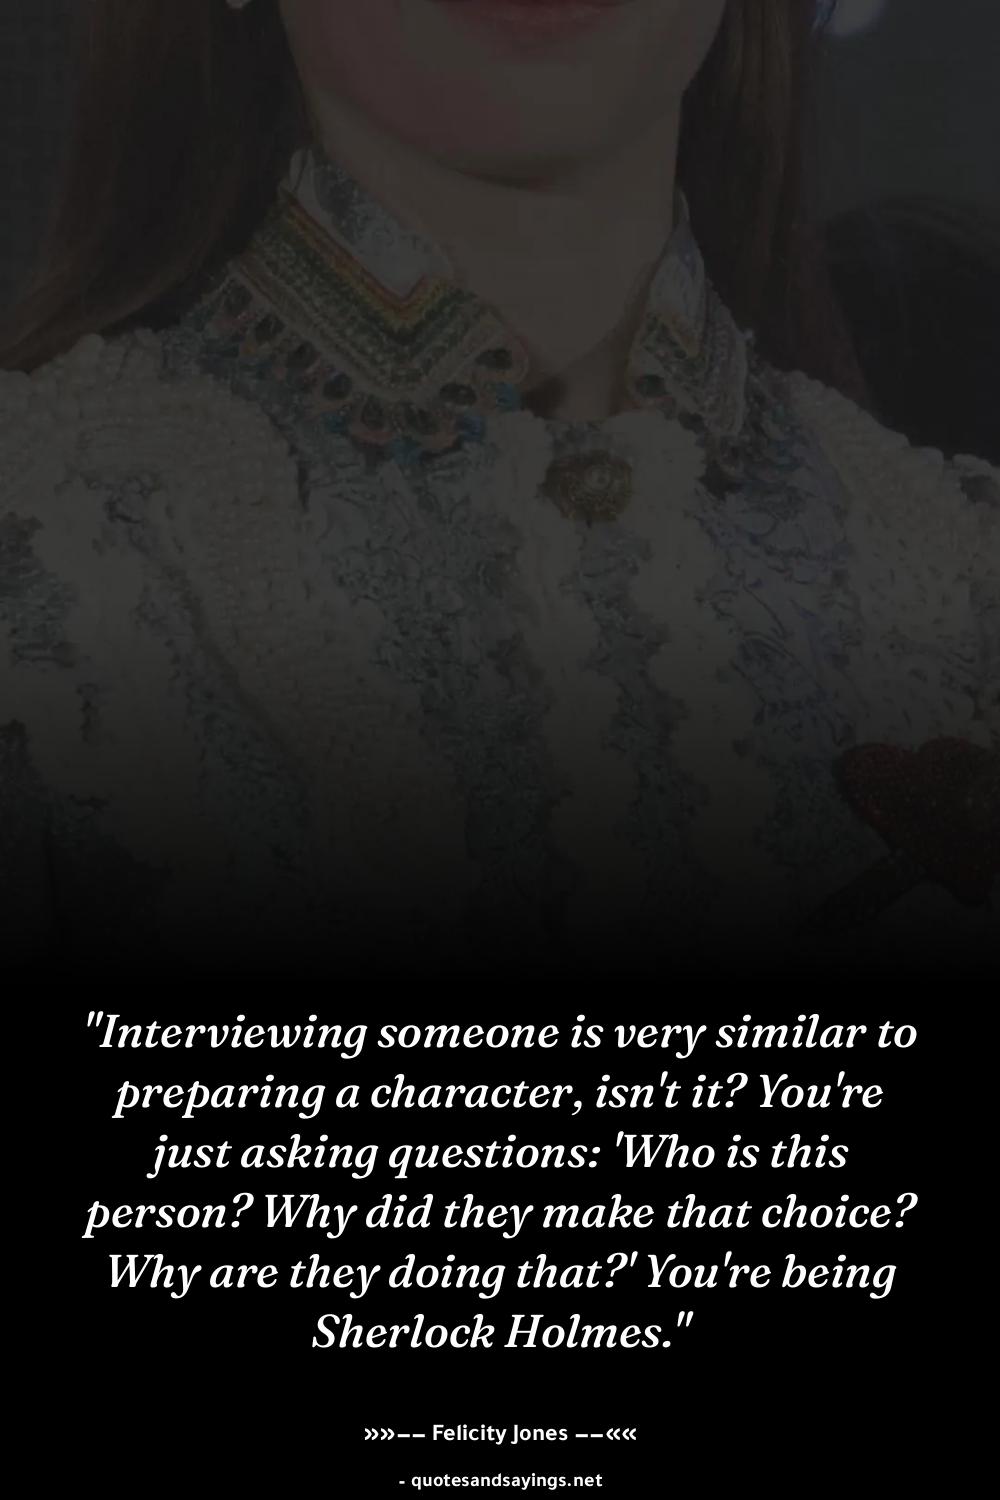 "Interviewing someone is very similar to
preparing a character, isn't it? You're
just asking questions: 'Who is this
person? Why did they make that choice?
Why are they doing that?' You're being
Sherlock Holmes."
»»–– Felicity Jones ––««
- quotesandsayings.net